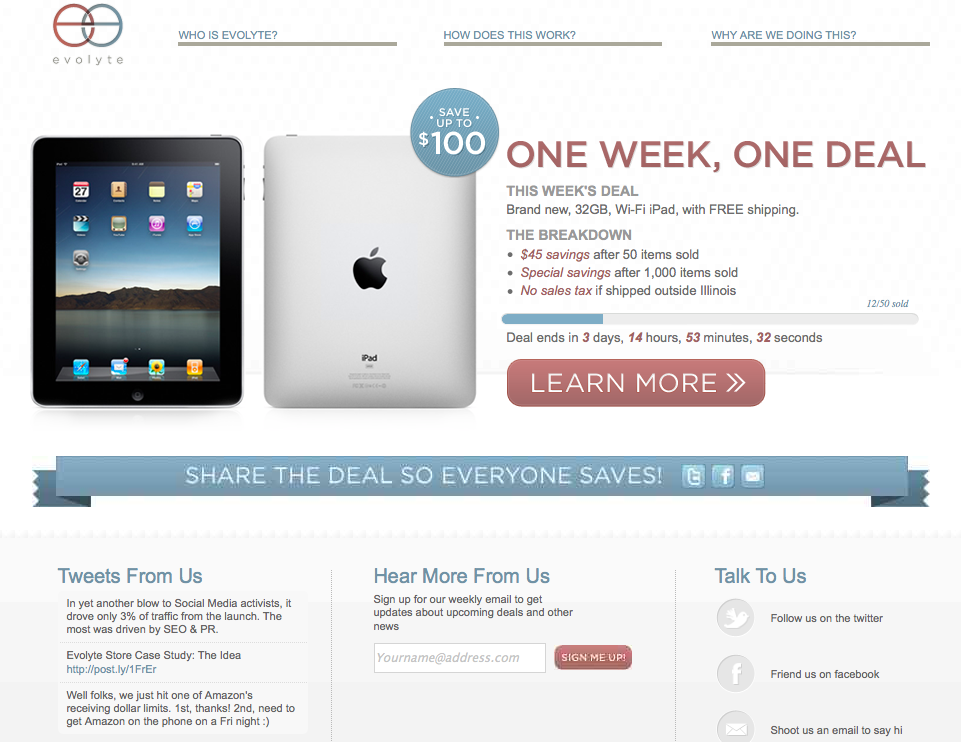 evolyte
WHO IS EVOLYTE?
HOW DOES THIS WORK?
WHY ARE WE DOING THIS?
• SAVE •
UP TO
$100
ONE WEEK, ONE DEAL
THIS WEEK'S DEAL
Brand new, 32GB, Wi-Fi iPad, with FREE shipping.
THE BREAKDOWN
• $45 savings after 50 items sold
• Special savings after 1,000 items sold
• No sales tax if shipped outside Illinois
12/50 sold
Deal ends in 3 days, 14 hours, 53 minutes, 32 seconds
LEARN MORE »
27
iPad
SHARE THE DEAL SO EVERYONE SAVES!
Tweets From Us
In yet another blow to Social Media activists, it
drove only 3% of traffic from the launch. The
most was driven by SEO & PR.
Evolyte Store Case Study: The Idea
http://post.ly/1FrEr
Well folks, we just hit one of Amazon's
receiving dollar limits. 1st, thanks! 2nd, need to
get Amazon on the phone on a Fri night :)
Hear More From Us
Sign up for our weekly email to get
updates about upcoming deals and other
news
Yourname@address.com
SIGN ME UP!
Talk To Us
Follow us on the twitter
Friend us on facebook
Shoot us an email to say hi